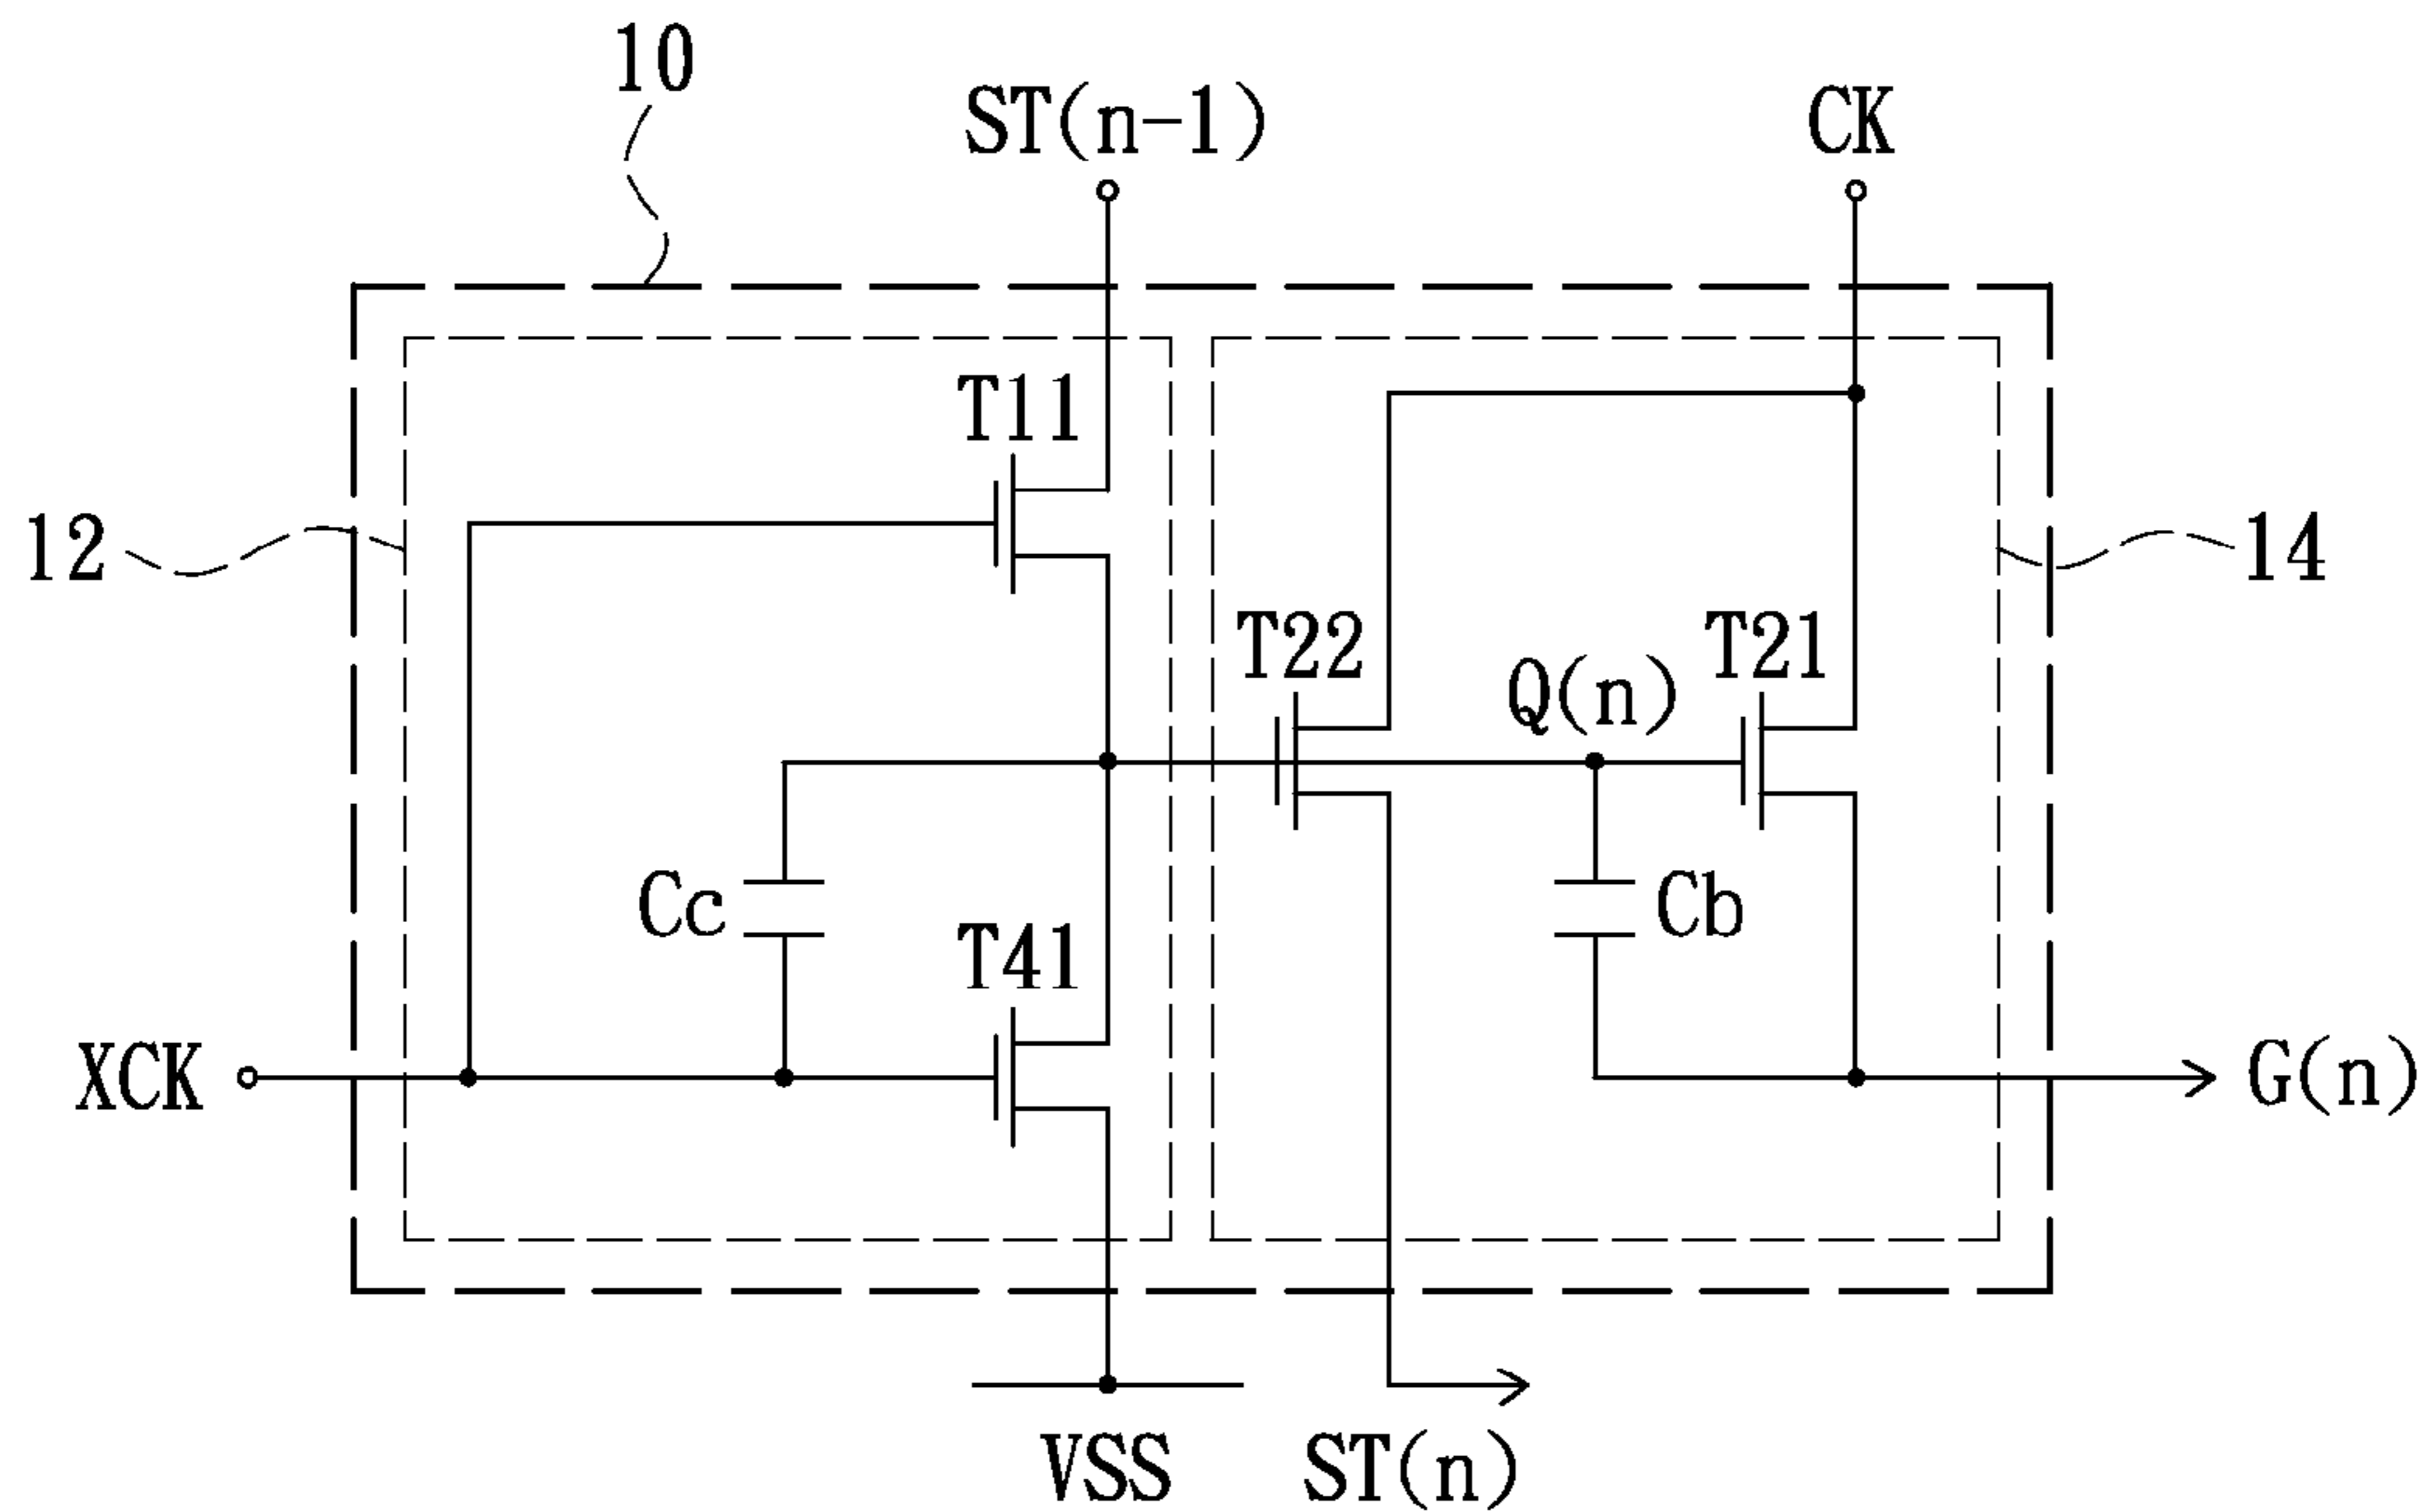 10
ST(n-1)
CK
T11
12
14
T22
Q(n)
T21
Cc
T41
Cb
XCK
G(n)
VSS
ST(n)